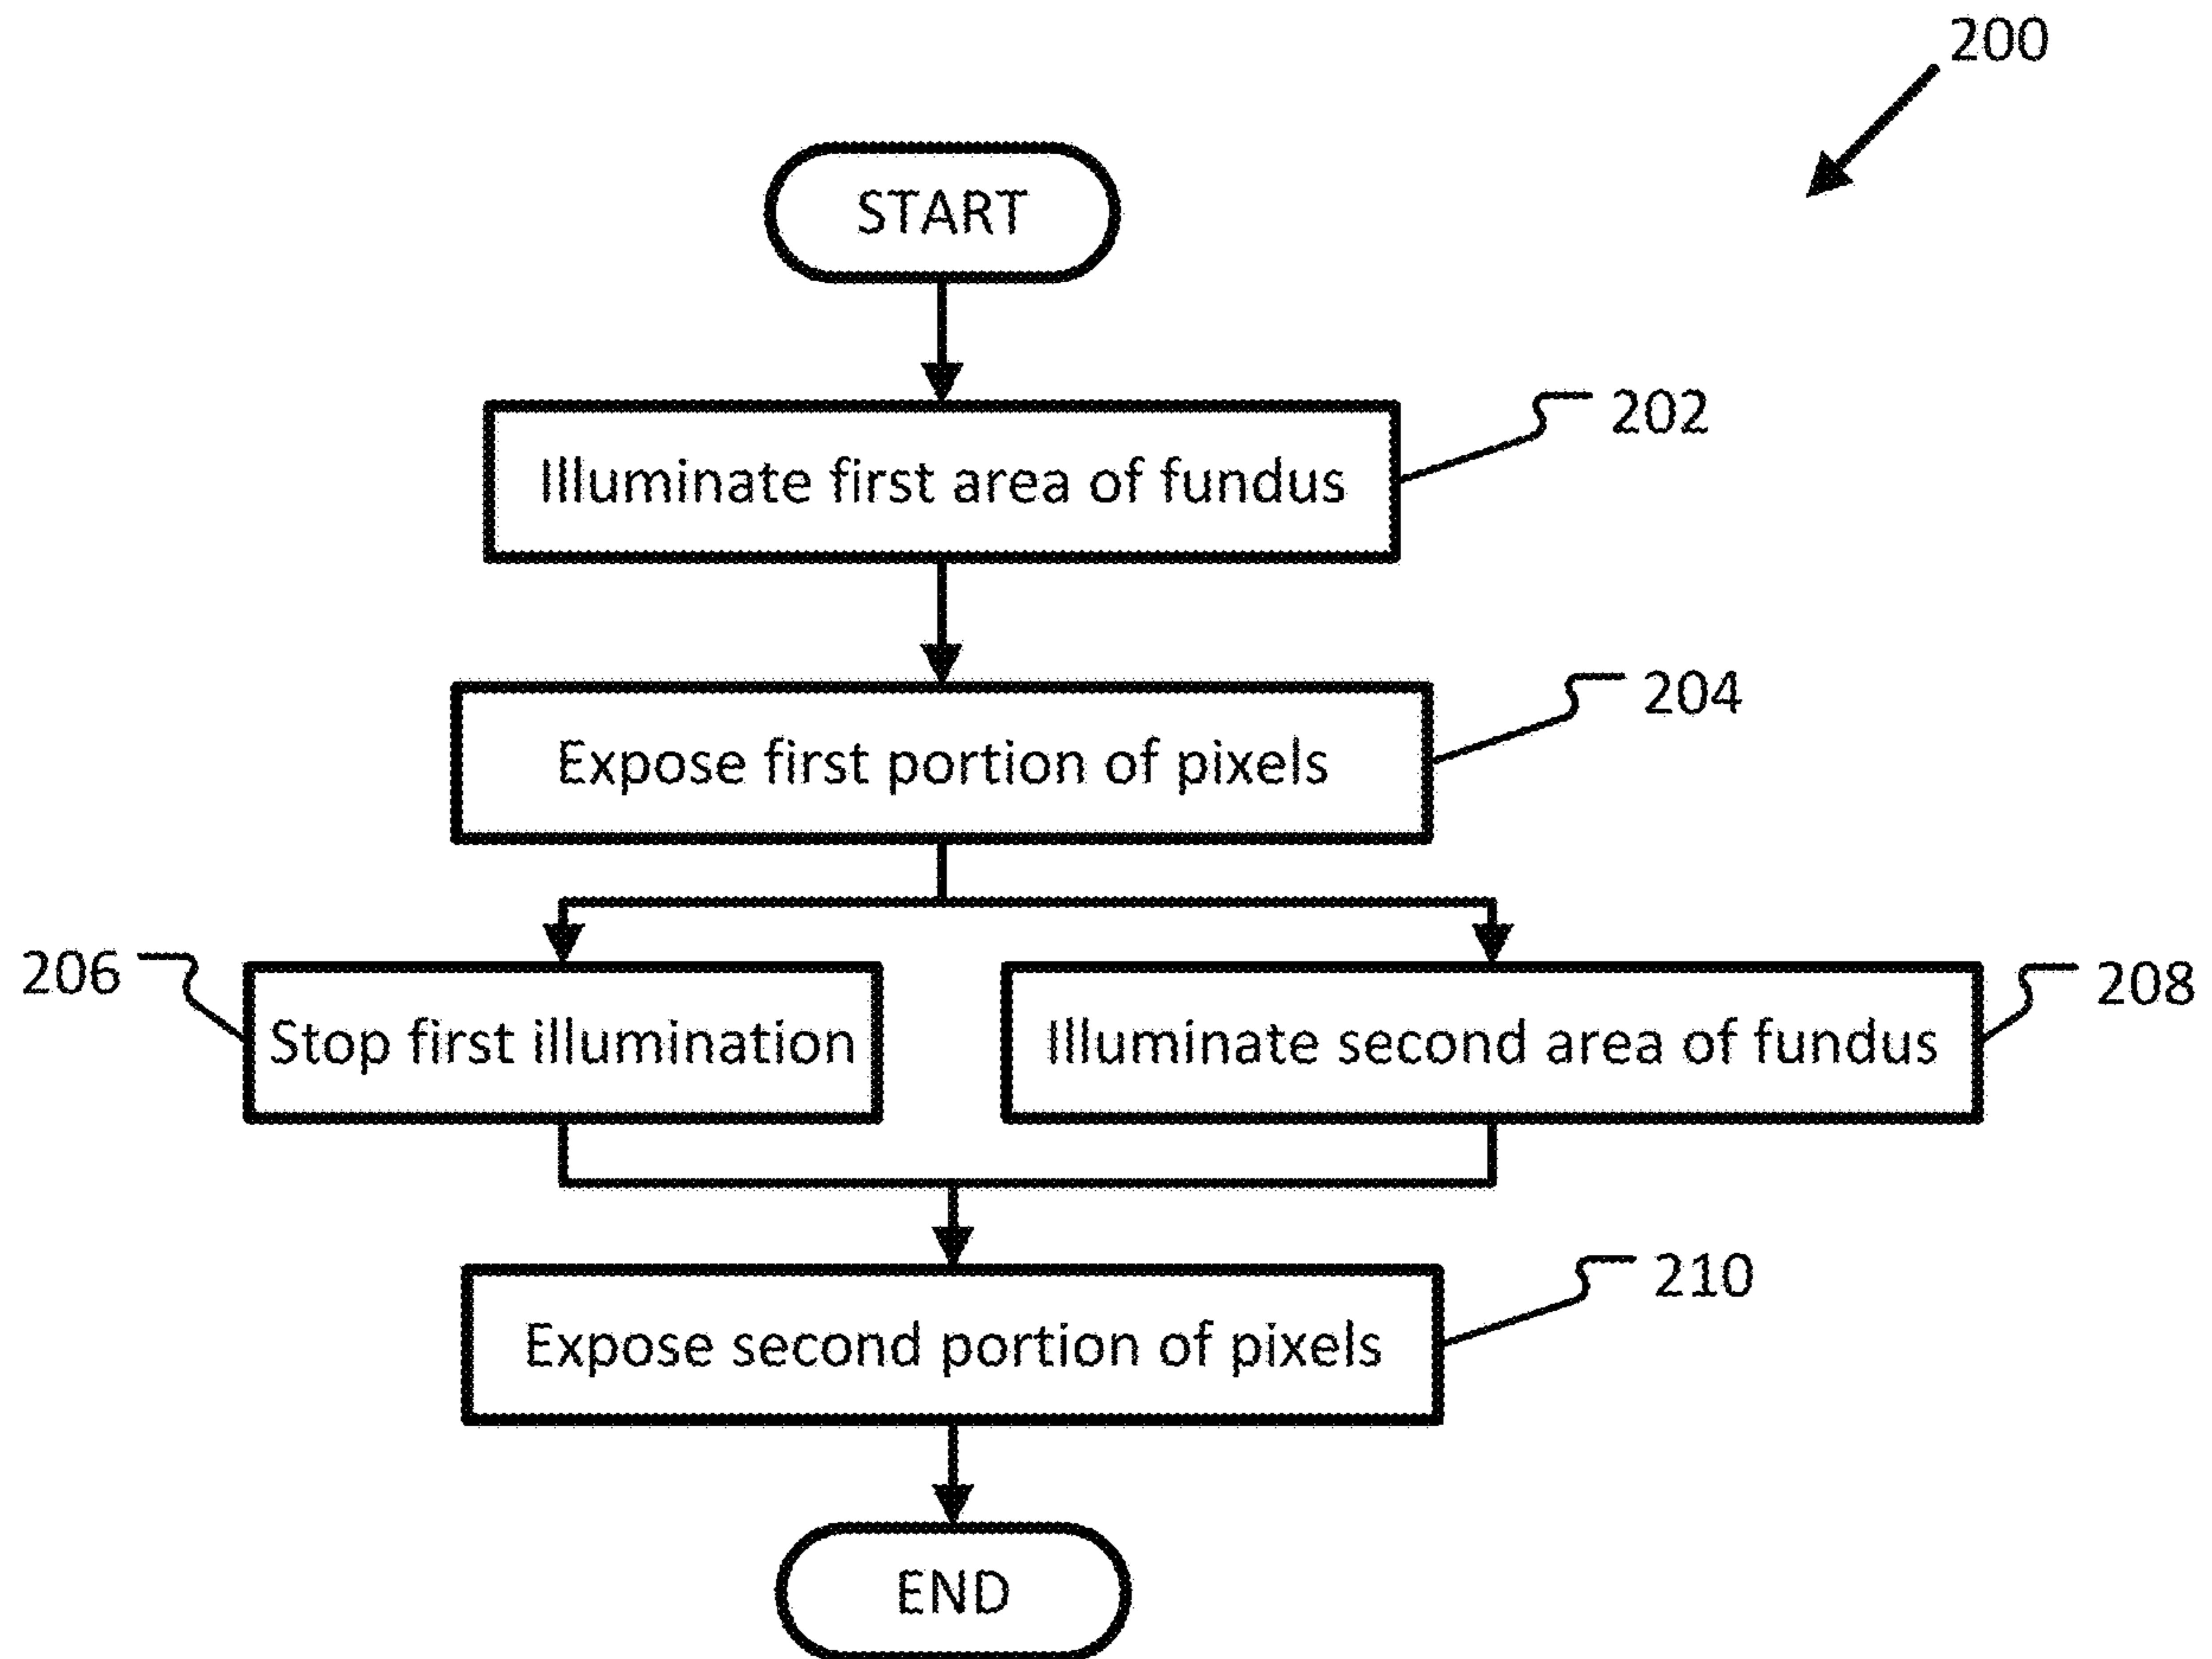 200
START
Illuminate first area of fundus
202
Expose first portion of pixels
204
206
Stop first illumination
Illuminate second area of fundus
208
Expose second portion of pixels
210
END